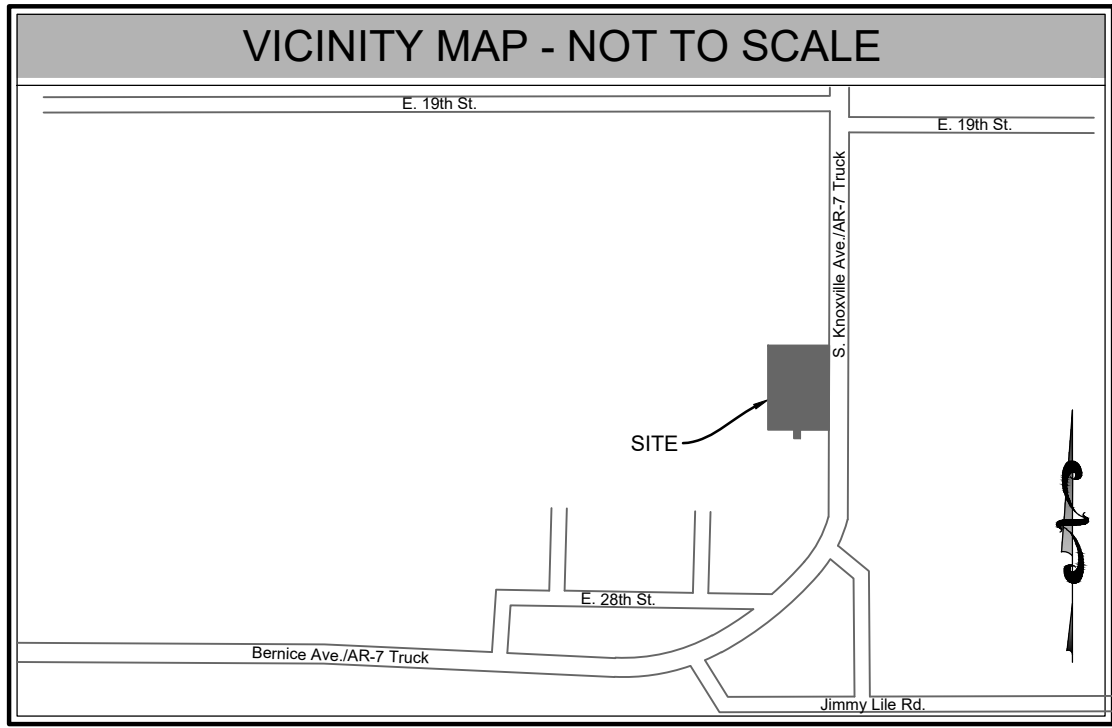 VICINITY MAP - NOT TO SCALE
E. 19th St.
E. 19th St.
S. Knoxville Ave./AR-7 Truck
SITE
E. 28th St.
Bernice Ave./AR-7 Truck
Jimmy Lile Rd.